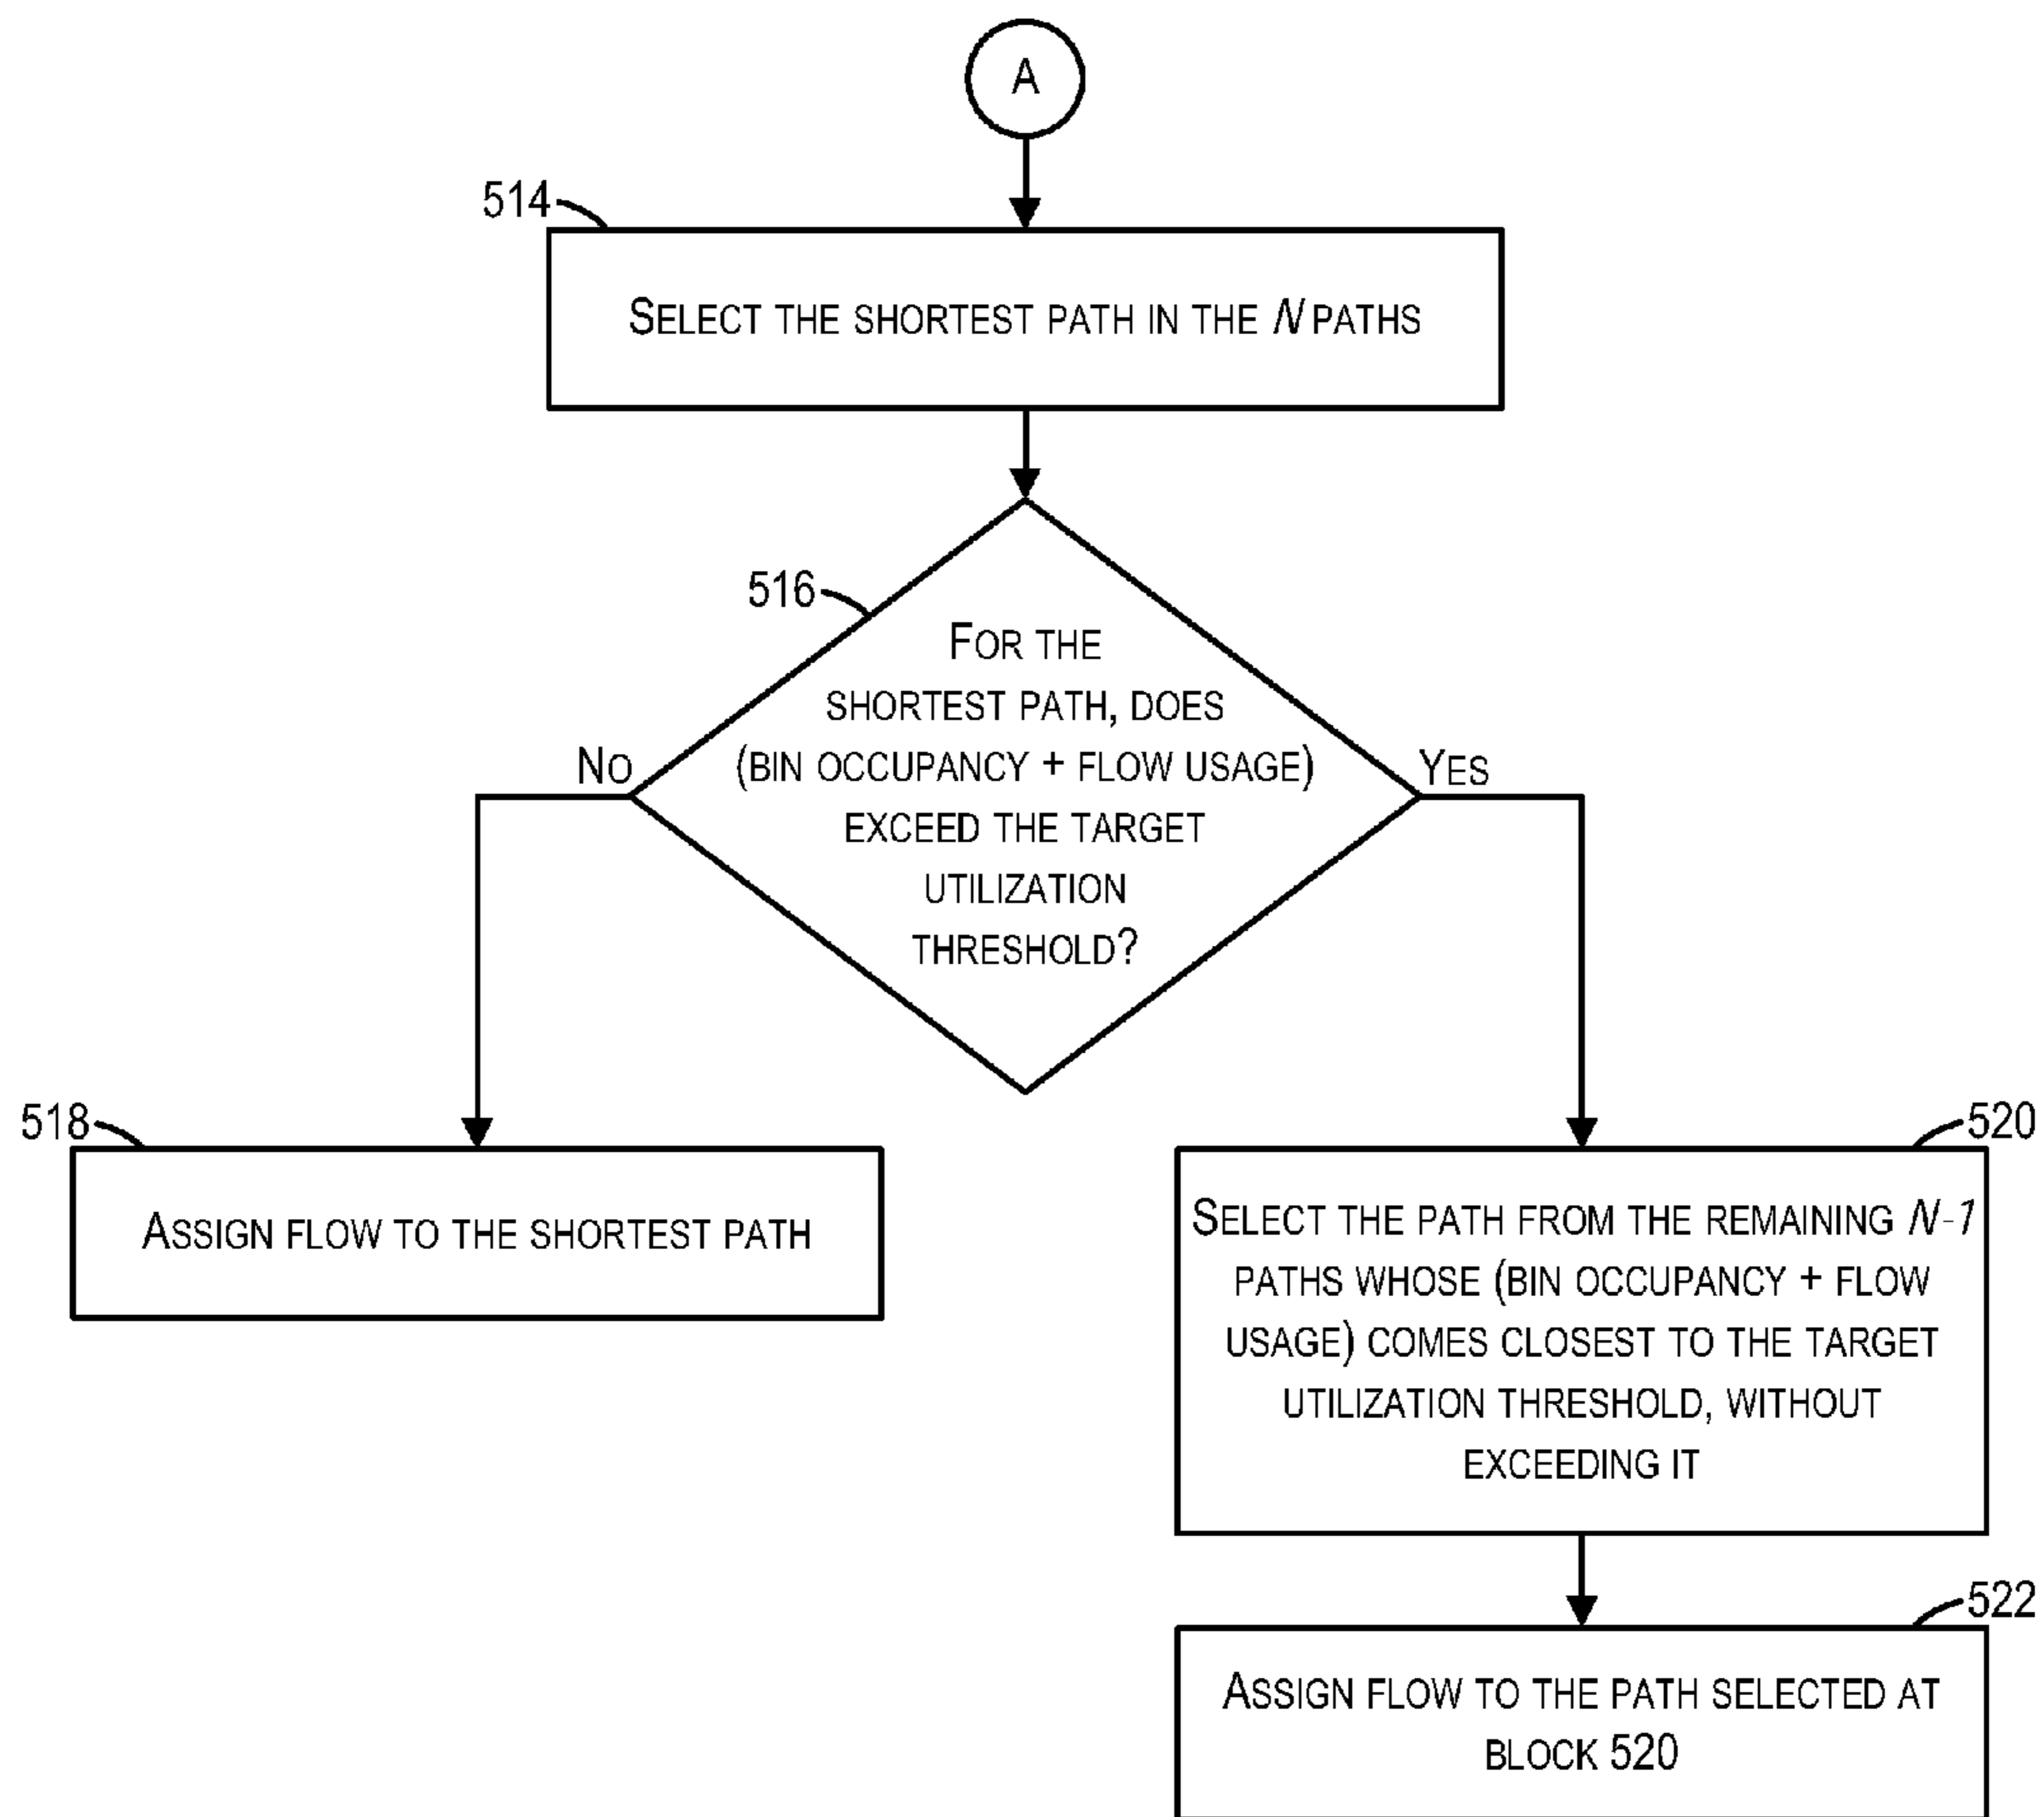 A
514
SELECT THE SHORTEST PATH IN THE N PATHS
516
FOR THE
SHORTEST PATH, DOES
(BIN OCCUPANCY + FLOW USAGE)
EXCEED THE TARGET
UTILIZATION
THRESHOLD?
NO
YES
518
ASSIGN FLOW TO THE SHORTEST PATH
520
SELECT THE PATH FROM THE REMAINING N-1
PATHS WHOSE (BIN OCCUPANCY + FLOW
USAGE) COMES CLOSEST TO THE TARGET
UTILIZATION THRESHOLD, WITHOUT
EXCEEDING IT
522
ASSIGN FLOW TO THE PATH SELECTED AT
BLOCK 520